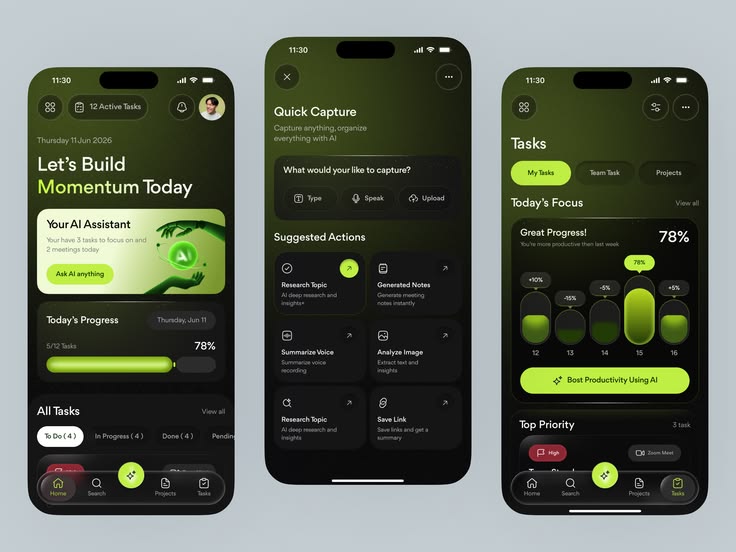 11:30
12 Active Tasks
Thursday 11 Jun 2026
Let's Build
Momentum Today
Your AI Assistant
Your have 3 tasks to focus on and
2 meetings today
AI
Ask AI anything
Today's Progress
Thursday, Jun 11
5/12 Tasks
78%
All Tasks
View all
To Do ( 4 )
In Progress ( 4 )
Done ( 4 )
Pending
Home
Search
Projects
Tasks
11:30
Quick Capture
Capture anything, organize
everything with AI
What would your like to capture?
Type
Speak
Upload
Suggested Actions
Research Topic
AI deep research and
insights+
Generated Notes
Generate meeting
notes instantly
Summarize Voice
Summarize voice
recording
Analyze Image
Extract text and
insights
Research Topic
AI deep research and
insights
Save Link
Save links and get a
summary
11:30
Tasks
My Tasks
Team Task
Projects
Today's Focus
View all
Great Progress!
You're more productive then last week
78%
+10%
-15%
-5%
78%
+5%
12
13
14
15
16
Bost Productivity Using AI
Top Priority
3 task
High
Zoom Meet
Home
Search
Projects
Tasks